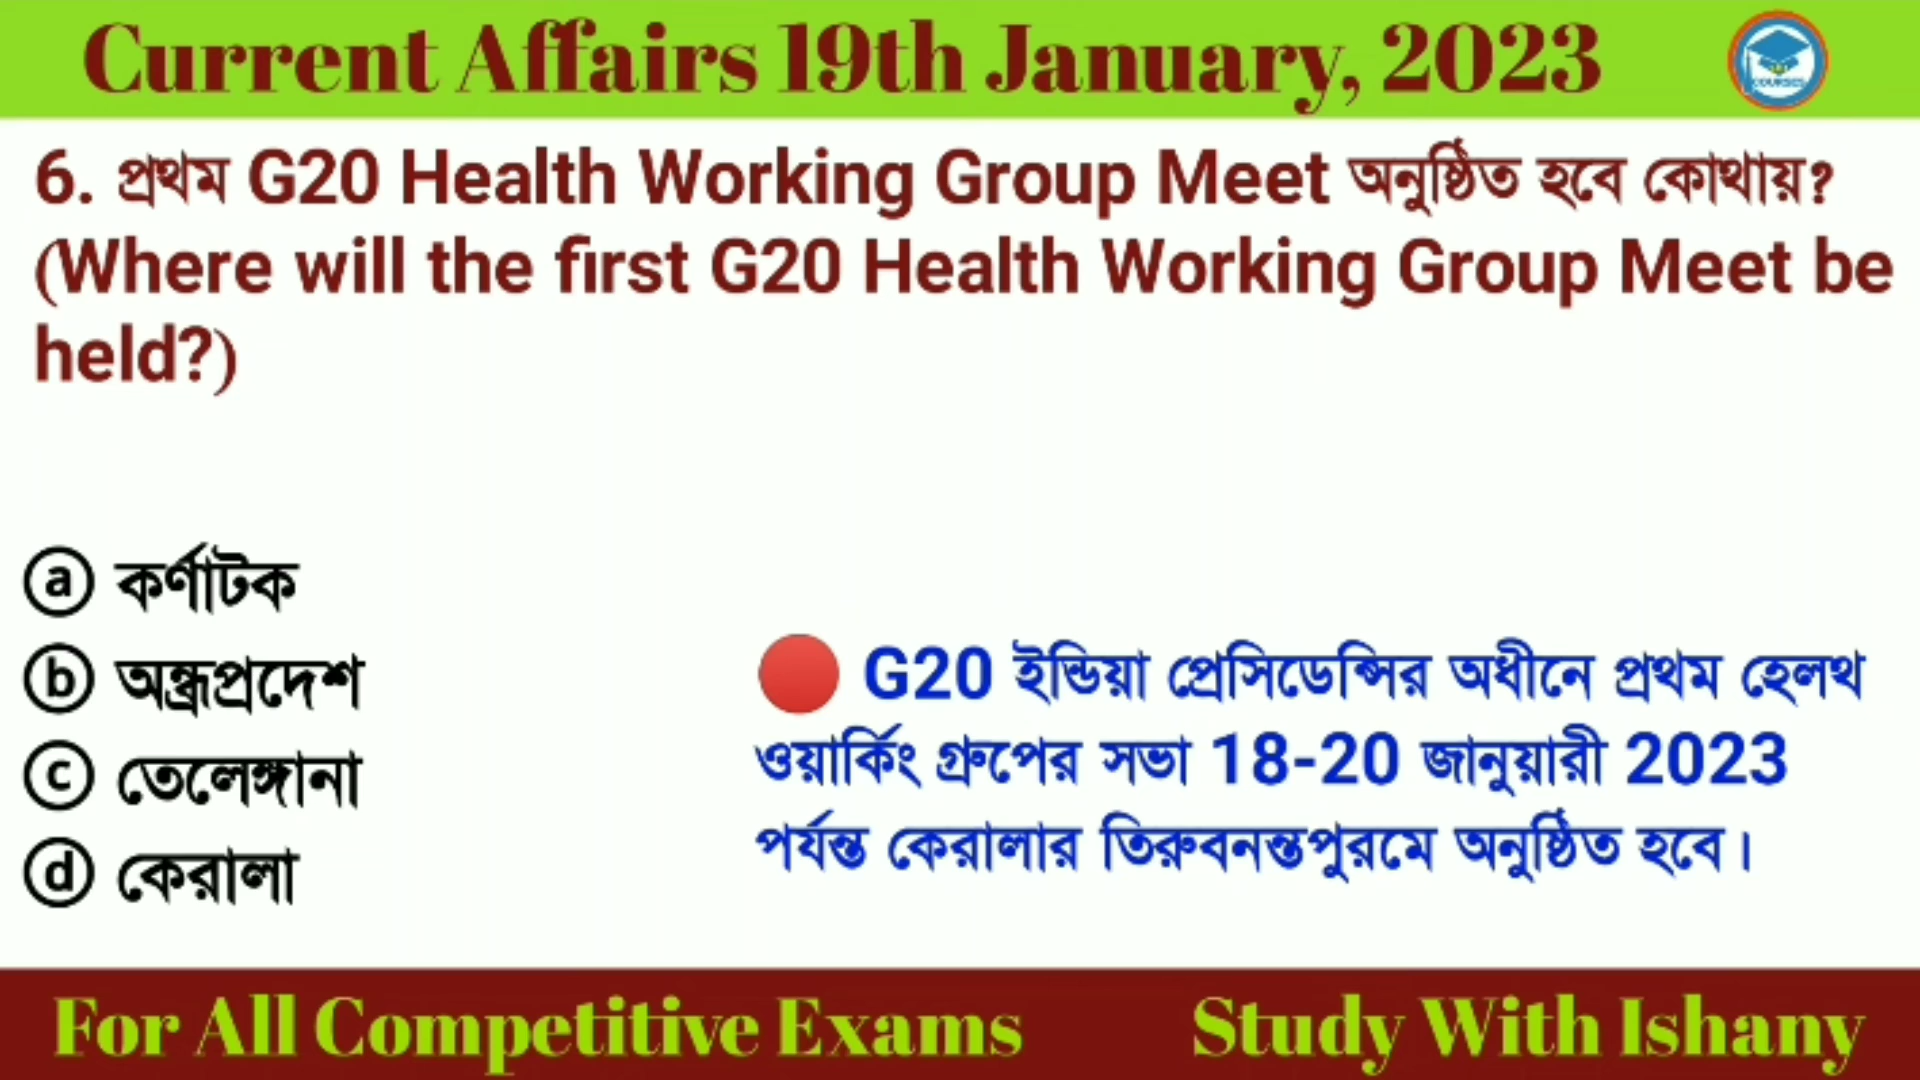 Current Affairs 19th January, 2023
COURSES
6. প্রথম G20 Health Working Group Meet অনুষ্ঠিত হবে কোথায়?
(Where will the first G20 Health Working Group Meet be
held?)
ⓐ কর্ণাটক
ⓑ অন্ধ্রপ্রদেশ
ⓒ তেলেঙ্গানা
ⓓ কেরালা
🔴 G20 ইন্ডিয়া প্রেসিডেন্সির অধীনে প্রথম হেলথ
ওয়ার্কিং গ্রুপের সভা 18-20 জানুয়ারী 2023
পর্যন্ত কেরালার তিরুবনন্তপুরমে অনুষ্ঠিত হবে।
For All Competitive Exams
Study With Ishany